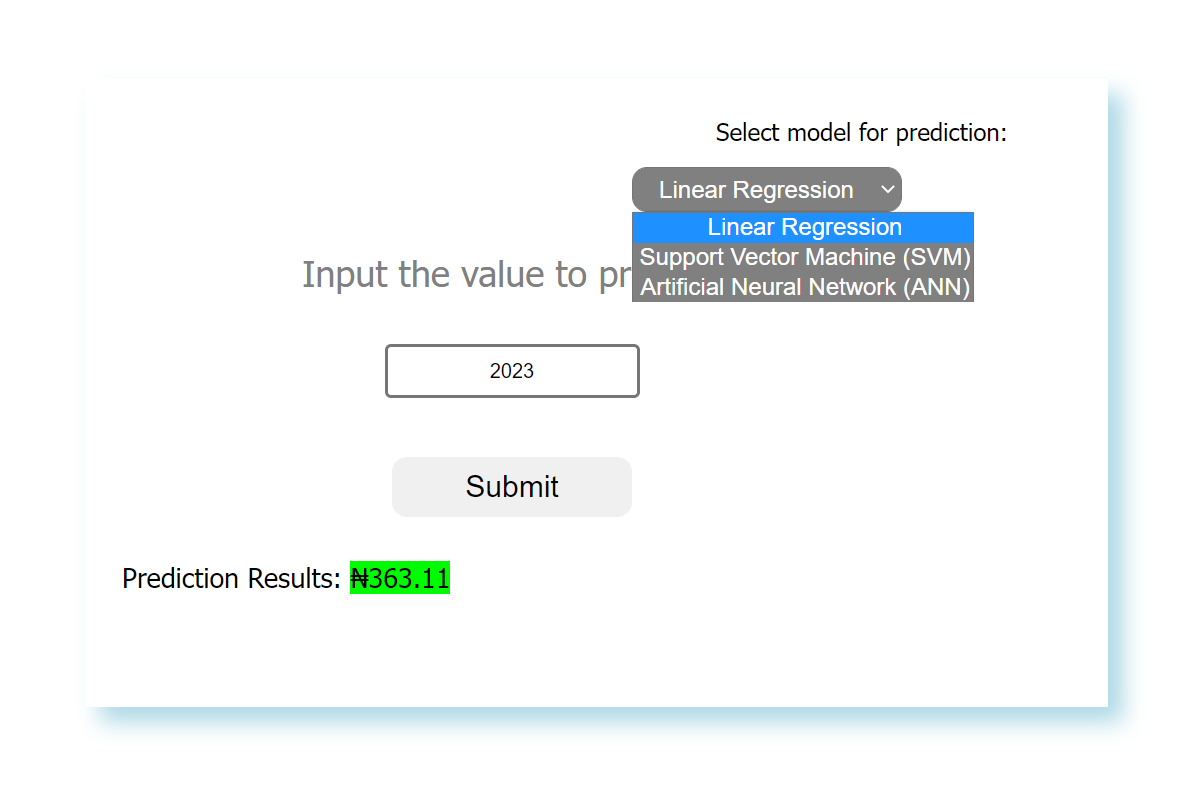 Select model for prediction:
Linear Regression
Linear Regression
Support Vector Machine (SVM)
Artificial Neural Network (ANN)
Input the value to pr
2023
Submit
Prediction Results: ₦363.11